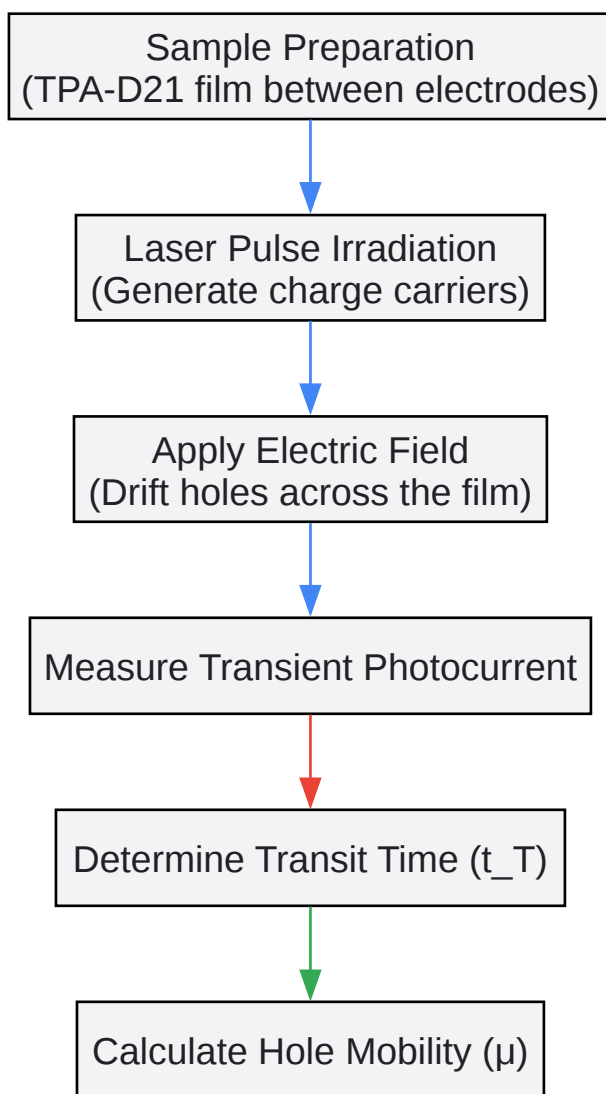 Sample Preparation
(TPA-D21 film between electrodes)
Laser Pulse Irradiation
(Generate charge carriers)
Apply Electric Field
(Drift holes across the film)
Measure Transient Photocurrent
Determine Transit Time (t_T)
Calculate Hole Mobility (μ)